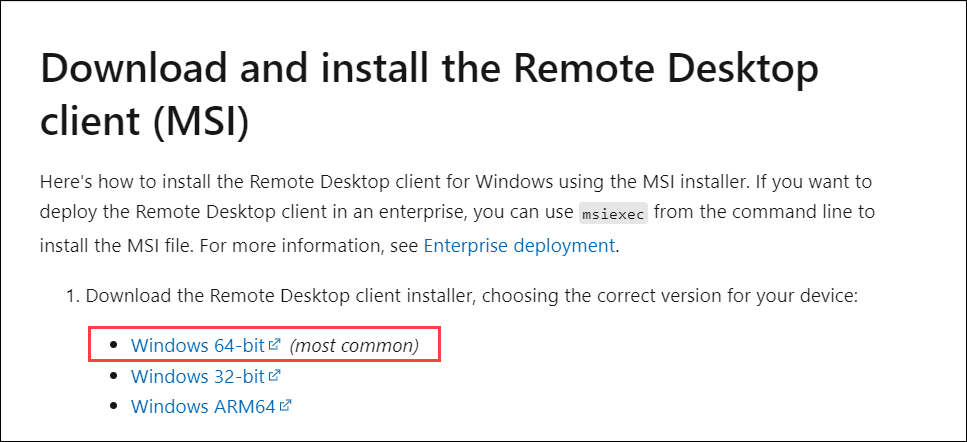 Download and install the Remote Desktop
client (MSI)
Here's how to install the Remote Desktop client for Windows using the MSI installer. If you want to
deploy the Remote Desktop client in an enterprise, you can use msiexec from the command line to
install the MSI file. For more information, see Enterprise deployment.
1. Download the Remote Desktop client installer, choosing the correct version for your device:
• Windows 64-bit (most common)
• Windows 32-bit
• Windows ARM64